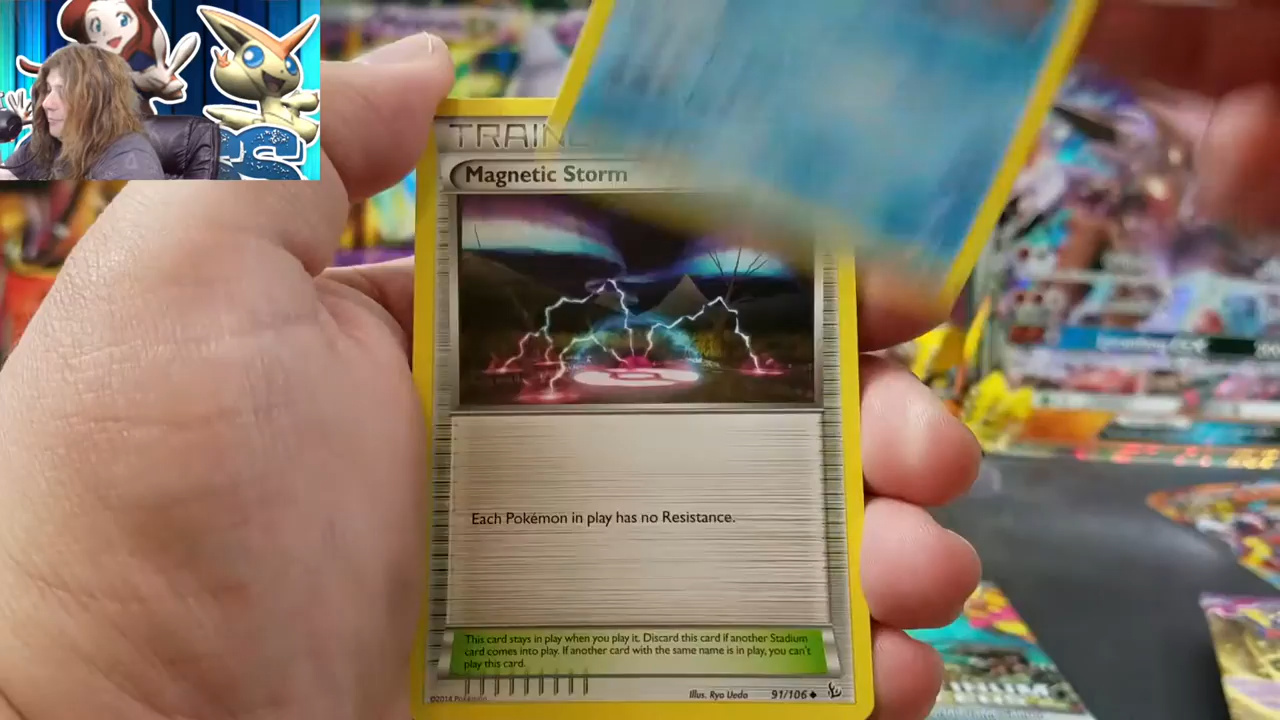 TRAIN
Magnetic Storm
Each Pokémon in play has no Resistance.
This card stays in play when you play it. Discard this card if another Stadium
card comes into play. If another card with the same name is in play, you can't
play this card.
©2014 Pokémon
Illus. Ryo Ueda
91/106